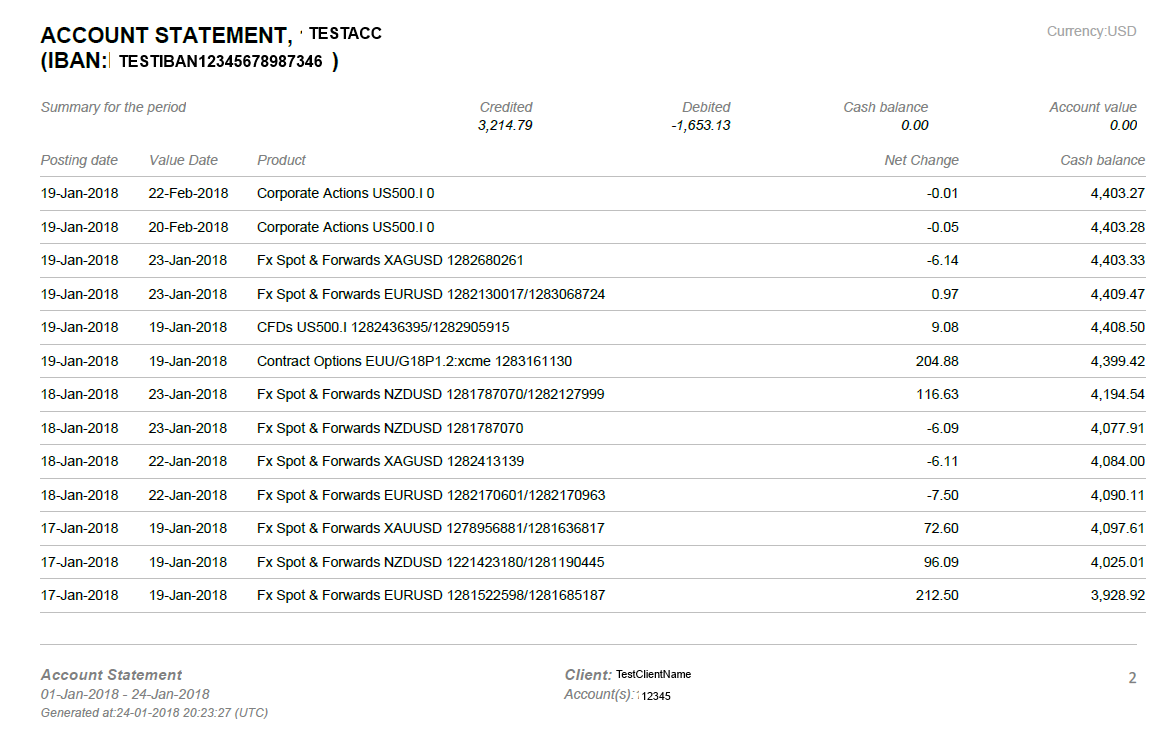 ACCOUNT STATEMENT, TESTACC
(IBAN: TESTIBAN12345678987346 )
Currency:USD
Summary for the period Credited Debited Cash balance Account value
3,214.79 -1,653.13 0.00 0.00
Posting date Value Date Product Net Change Cash balance
19-Jan-2018 22-Feb-2018 Corporate Actions US500.I 0 -0.01 4,403.27
19-Jan-2018 20-Feb-2018 Corporate Actions US500.I 0 -0.05 4,403.28
19-Jan-2018 23-Jan-2018 Fx Spot & Forwards XAGUSD 1282680261 -6.14 4,403.33
19-Jan-2018 23-Jan-2018 Fx Spot & Forwards EURUSD 1282130017/1283068724 0.97 4,409.47
19-Jan-2018 19-Jan-2018 CFDs US500.I 1282436395/1282905915 9.08 4,408.50
19-Jan-2018 19-Jan-2018 Contract Options EUU/G18P1.2:xcme 1283161130 204.88 4,399.42
18-Jan-2018 23-Jan-2018 Fx Spot & Forwards NZDUSD 1281787070/1282127999 116.63 4,194.54
18-Jan-2018 23-Jan-2018 Fx Spot & Forwards NZDUSD 1281787070 -6.09 4,077.91
18-Jan-2018 22-Jan-2018 Fx Spot & Forwards XAGUSD 1282413139 -6.11 4,084.00
18-Jan-2018 22-Jan-2018 Fx Spot & Forwards EURUSD 1282170601/1282170963 -7.50 4,090.11
17-Jan-2018 19-Jan-2018 Fx Spot & Forwards XAUUSD 1278956881/1281636817 72.60 4,097.61
17-Jan-2018 19-Jan-2018 Fx Spot & Forwards NZDUSD 1221423180/1281190445 96.09 4,025.01
17-Jan-2018 19-Jan-2018 Fx Spot & Forwards EURUSD 1281522598/1281685187 212.50 3,928.92
Account Statement Client: TestClientName 2
01-Jan-2018 - 24-Jan-2018 Account(s): 12345
Generated at:24-01-2018 20:23:27 (UTC)